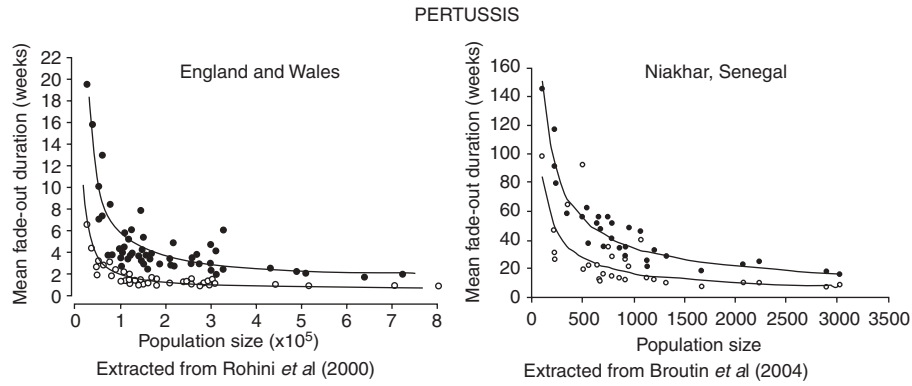 PERTUSSIS
England and Wales
Mean fade-out duration (weeks)
22
20
18
16
14
12
10
8
6
4
2
0
0 1 2 3 4 5 6 7 8
Population size (x10⁵)
Extracted from Rohini et al (2000)
Niakhar, Senegal
Mean fade-out duration (weeks)
160
140
120
100
80
60
40
20
0
0 500 1000 1500 2000 2500 3000 3500
Population size
Extracted from Broutin et al (2004)